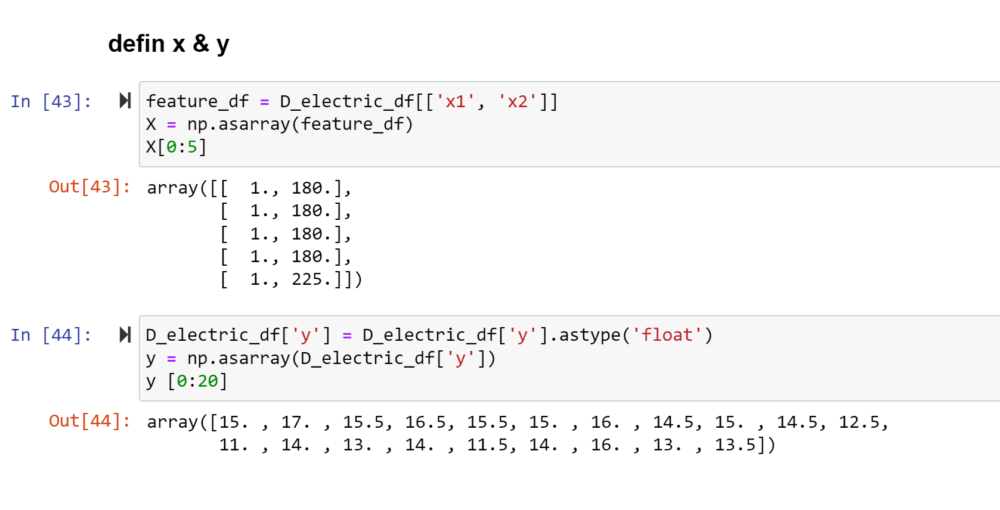 defin x & y
In [43]:
feature_df = D_electric_df[['x1', 'x2']]
X = np.asarray(feature_df)
X[0:5]
Out[43]: array([[  1., 180.],
       [  1., 180.],
       [  1., 180.],
       [  1., 180.],
       [  1., 225.]])
In [44]:
D_electric_df['y'] = D_electric_df['y'].astype('float')
y = np.asarray(D_electric_df['y'])
y [0:20]
Out[44]: array([15. , 17. , 15.5, 16.5, 15.5, 15. , 16. , 14.5, 15. , 14.5, 12.5,
       11. , 14. , 13. , 14. , 11.5, 14. , 16. , 13. , 13.5])